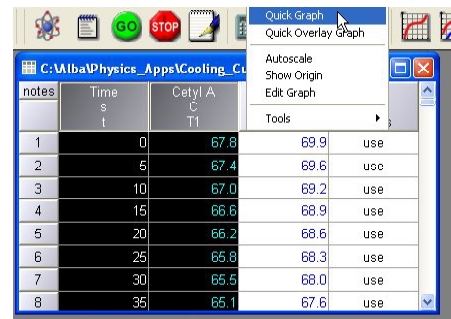 GO
STOP
Quick Graph
Quick Overlay Graph
Autoscale
Show Origin
Edit Graph
Tools
C:\Alba\Physics_Apps\Cooling_Cu
notes Time Cetyl A
s C
t T1 s
1 0 67.8 69.9 use
2 5 67.4 69.6 use
3 10 67.0 69.2 use
4 15 66.6 68.9 use
5 20 66.2 68.6 use
6 25 65.8 68.3 use
7 30 65.5 68.0 use
8 35 65.1 67.6 use